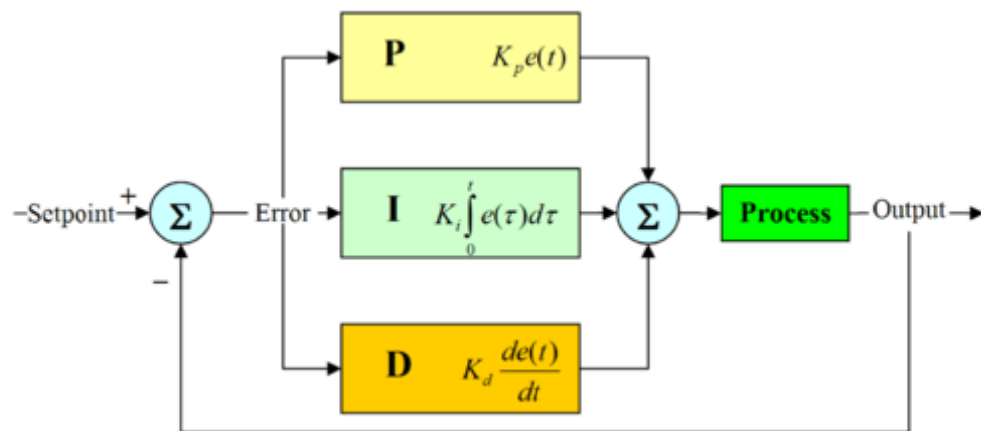 P K_p e(t)
Setpoint + Σ Error I K_i ∫_0^t e(τ)dτ Σ Process Output
−
D K_d de(t)/dt